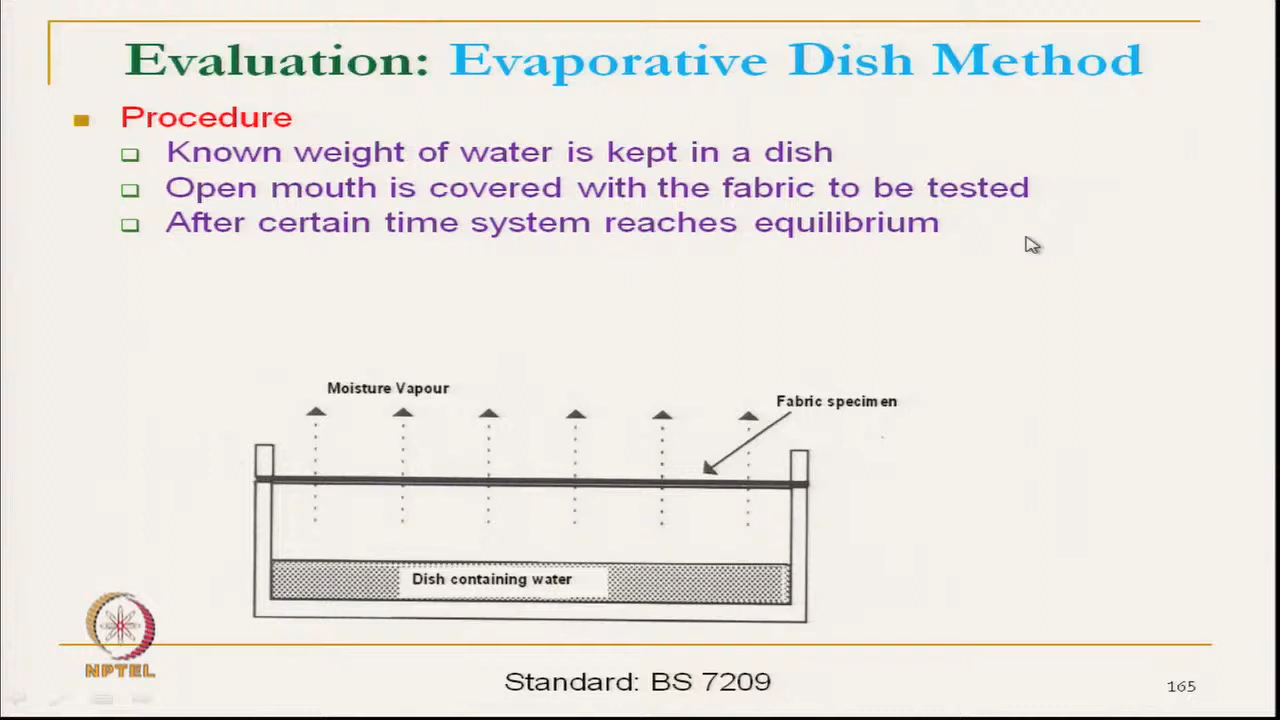 Evaluation: Evaporative Dish Method
Procedure
Known weight of water is kept in a dish
Open mouth is covered with the fabric to be tested
After certain time system reaches equilibrium
Moisture Vapour
Fabric specimen
Dish containing water
NPTEL
Standard: BS 7209
165